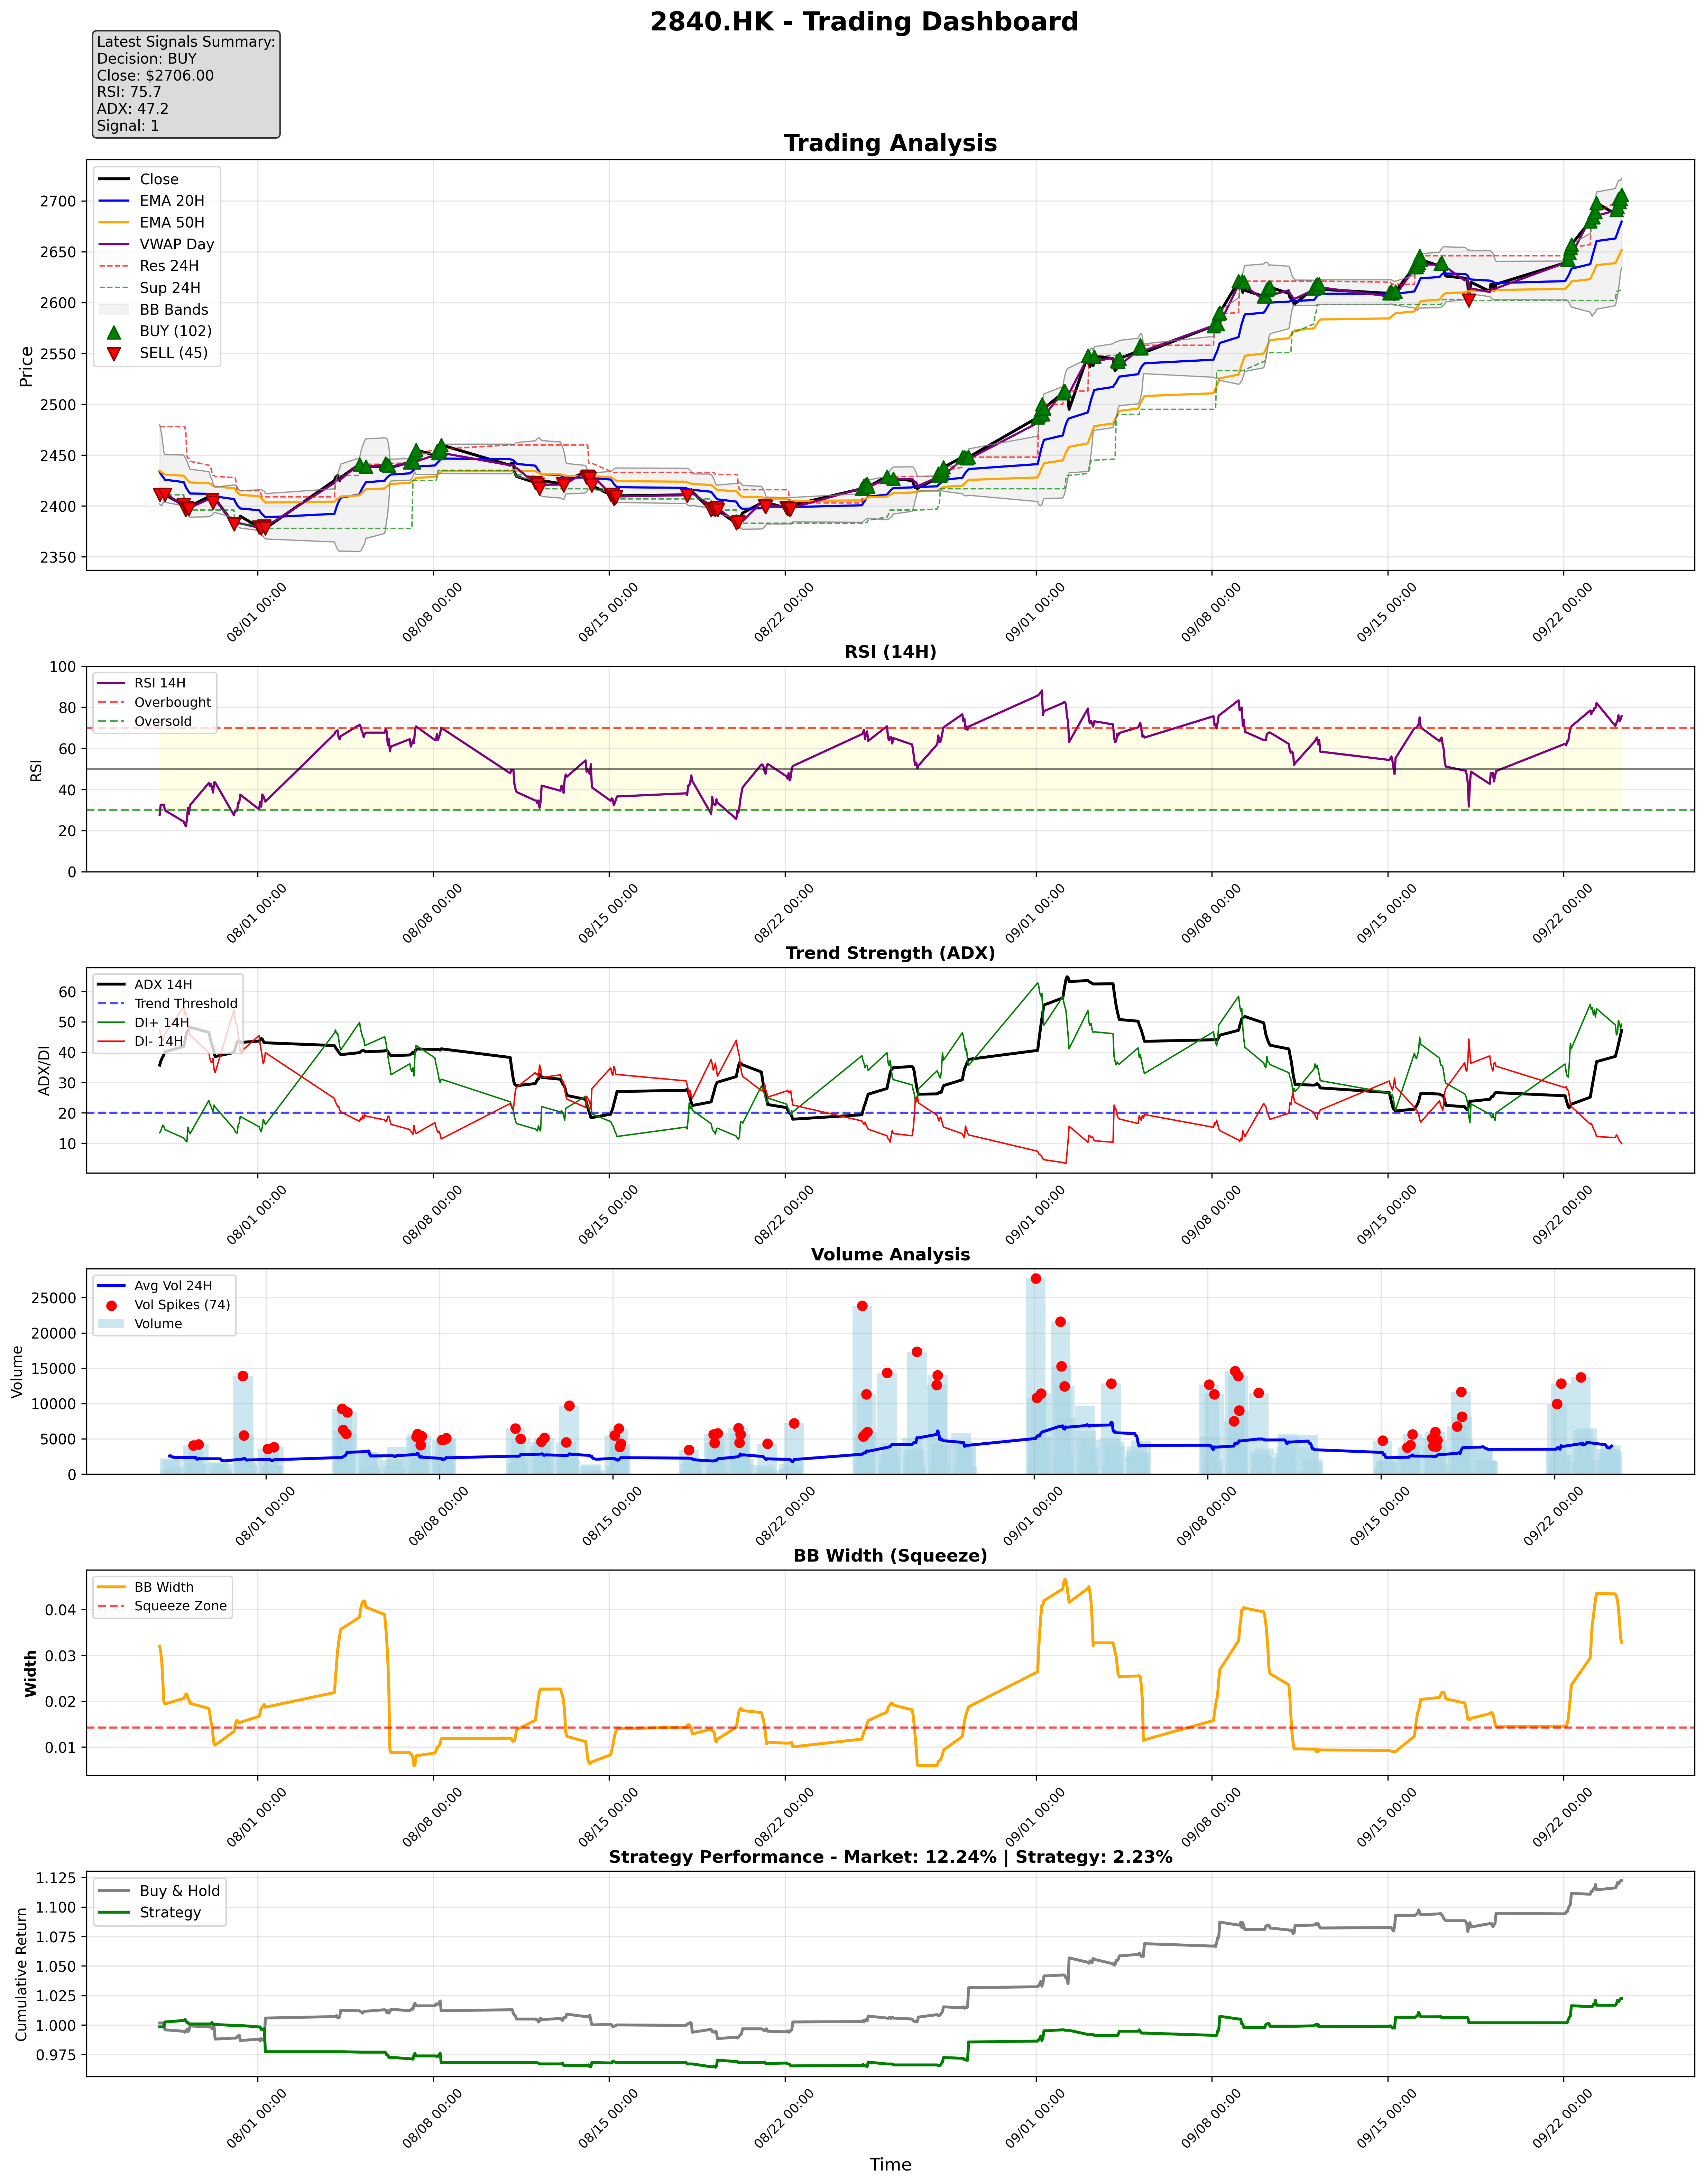 2840.HK - Trading Dashboard
Latest Signals Summary:
Decision: BUY
Close: $2706.00
RSI: 75.7
ADX: 47.2
Signal: 1
Trading Analysis
Close
EMA 20H
EMA 50H
VWAP Day
Res 24H
Sup 24H
BB Bands
BUY (102)
SELL (45)
Price
2700
2650
2600
2550
2500
2450
2400
2350
08/01 00:00
08/08 00:00
08/15 00:00
08/22 00:00
09/01 00:00
09/08 00:00
09/15 00:00
09/22 00:00
RSI (14H)
RSI 14H
Overbought
Oversold
RSI
100
80
60
40
20
0
08/01 00:00
08/08 00:00
08/15 00:00
08/22 00:00
09/01 00:00
09/08 00:00
09/15 00:00
09/22 00:00
Trend Strength (ADX)
ADX 14H
Trend Threshold
DI+ 14H
DI- 14H
ADX/DI
60
50
40
30
20
10
08/01 00:00
08/08 00:00
08/15 00:00
08/22 00:00
09/01 00:00
09/08 00:00
09/15 00:00
09/22 00:00
Volume Analysis
Avg Vol 24H
Vol Spikes (74)
Volume
Volume
25000
20000
15000
10000
5000
0
08/01 00:00
08/08 00:00
08/15 00:00
08/22 00:00
09/01 00:00
09/08 00:00
09/15 00:00
09/22 00:00
BB Width (Squeeze)
BB Width
Squeeze Zone
Width
0.04
0.03
0.02
0.01
08/01 00:00
08/08 00:00
08/15 00:00
08/22 00:00
09/01 00:00
09/08 00:00
09/15 00:00
09/22 00:00
Strategy Performance - Market: 12.24% | Strategy: 2.23%
Buy & Hold
Strategy
Cumulative Return
1.125
1.100
1.075
1.050
1.025
1.000
0.975
08/01 00:00
08/08 00:00
08/15 00:00
08/22 00:00
09/01 00:00
09/08 00:00
09/15 00:00
09/22 00:00
Time